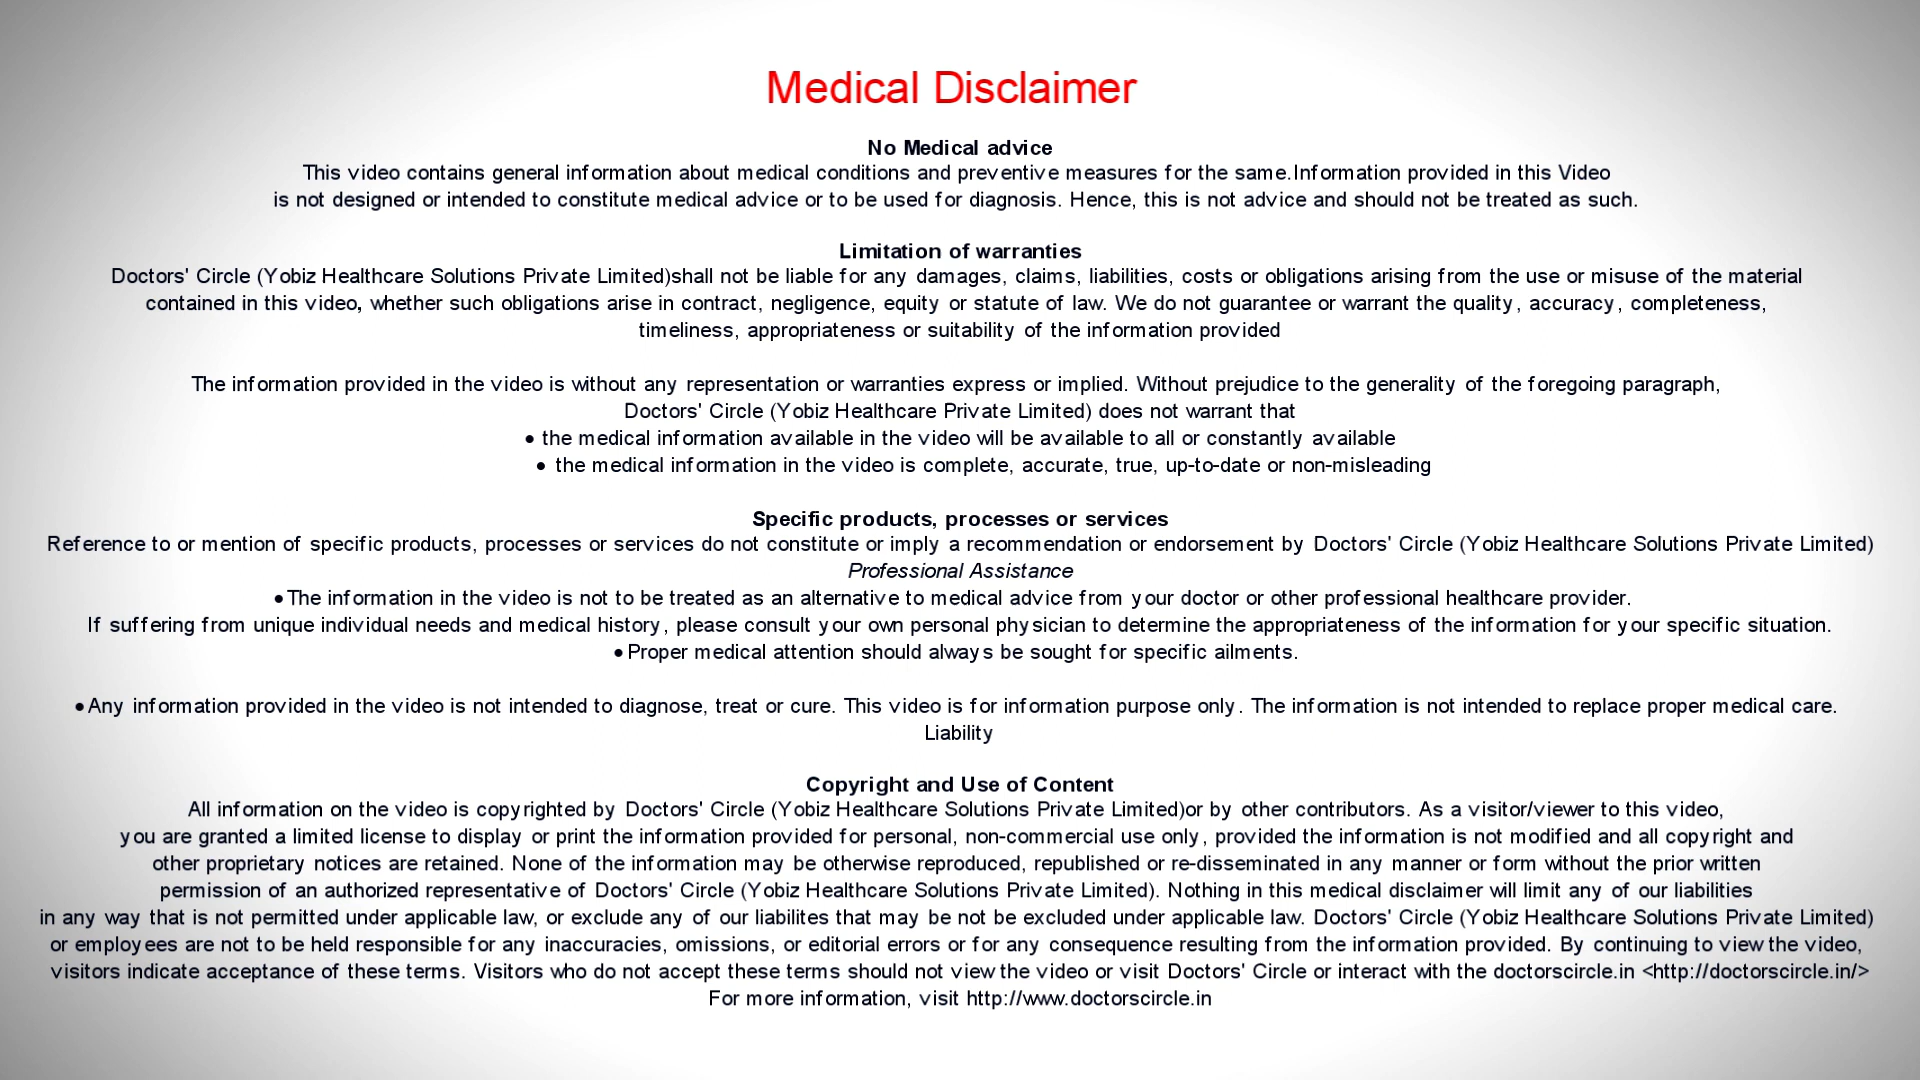 Medical Disclaimer
No Medical advice
This video contains general information about medical conditions and preventive measures for the same.Information provided in this Video
is not designed or intended to constitute medical advice or to be used for diagnosis. Hence, this is not advice and should not be treated as such.
Limitation of warranties
Doctors' Circle (Yobiz Healthcare Solutions Private Limited)shall not be liable for any damages, claims, liabilities, costs or obligations arising from the use or misuse of the material
contained in this video, whether such obligations arise in contract, negligence, equity or statute of law. We do not guarantee or warrant the quality, accuracy, completeness,
timeliness, appropriateness or suitability of the information provided
The information provided in the video is without any representation or warranties express or implied. Without prejudice to the generality of the foregoing paragraph,
Doctors' Circle (Yobiz Healthcare Private Limited) does not warrant that
• the medical information available in the video will be available to all or constantly available
• the medical information in the video is complete, accurate, true, up-to-date or non-misleading
Specific products, processes or services
Reference to or mention of specific products, processes or services do not constitute or imply a recommendation or endorsement by Doctors' Circle (Yobiz Healthcare Solutions Private Limited)
Professional Assistance
•The information in the video is not to be treated as an alternative to medical advice from your doctor or other professional healthcare provider.
If suffering from unique individual needs and medical history, please consult your own personal physician to determine the appropriateness of the information for your specific situation.
•Proper medical attention should always be sought for specific ailments.
•Any information provided in the video is not intended to diagnose, treat or cure. This video is for information purpose only. The information is not intended to replace proper medical care.
Liability
Copyright and Use of Content
All information on the video is copyrighted by Doctors' Circle (Yobiz Healthcare Solutions Private Limited)or by other contributors. As a visitor/viewer to this video,
you are granted a limited license to display or print the information provided for personal, non-commercial use only, provided the information is not modified and all copyright and
other proprietary notices are retained. None of the information may be otherwise reproduced, republished or re-disseminated in any manner or form without the prior written
permission of an authorized representative of Doctors' Circle (Yobiz Healthcare Solutions Private Limited). Nothing in this medical disclaimer will limit any of our liabilities
in any way that is not permitted under applicable law, or exclude any of our liabilites that may be not be excluded under applicable law. Doctors' Circle (Yobiz Healthcare Solutions Private Limited)
or employees are not to be held responsible for any inaccuracies, omissions, or editorial errors or for any consequence resulting from the information provided. By continuing to view the video,
visitors indicate acceptance of these terms. Visitors who do not accept these terms should not view the video or visit Doctors' Circle or interact with the doctorscircle.in <http://doctorscircle.in/>
For more information, visit http://www.doctorscircle.in